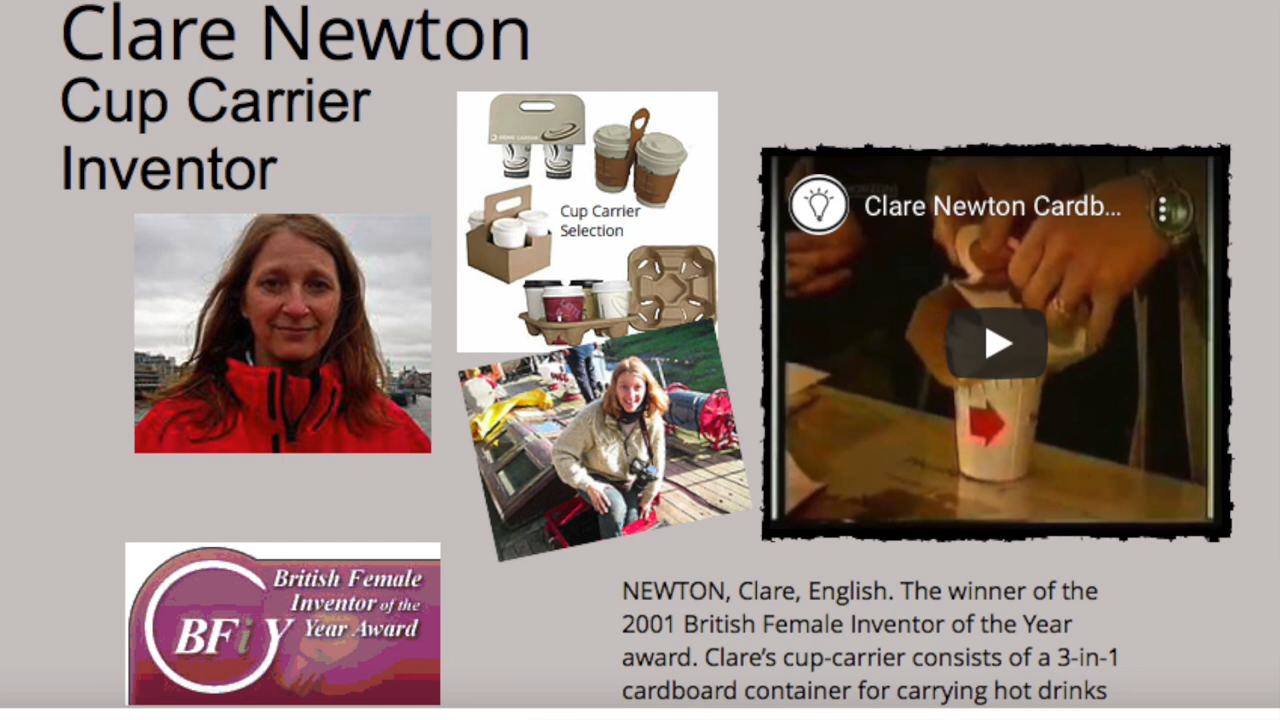 Clare Newton
Cup Carrier
Inventor
Cup Carrier
Selection
Clare Newton Cardb...
British Female
Inventor of the
Year Award
BFiY
NEWTON, Clare, English. The winner of the
2001 British Female Inventor of the Year
award. Clare’s cup-carrier consists of a 3-in-1
cardboard container for carrying hot drinks